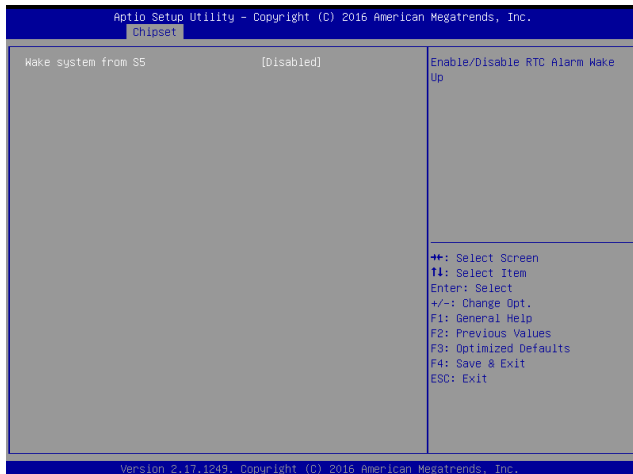 Aptio Setup Utility – Copyright (C) 2016 American Megatrends, Inc.
Chipset
Wake system from S5 [Disabled]
Enable/Disable RTC Alarm Wake
Up
→←: Select Screen
↑↓: Select Item
Enter: Select
+/-: Change Opt.
F1: General Help
F2: Previous Values
F3: Optimized Defaults
F4: Save & Exit
ESC: Exit
Version 2.17.1249. Copyright (C) 2016 American Megatrends, Inc.